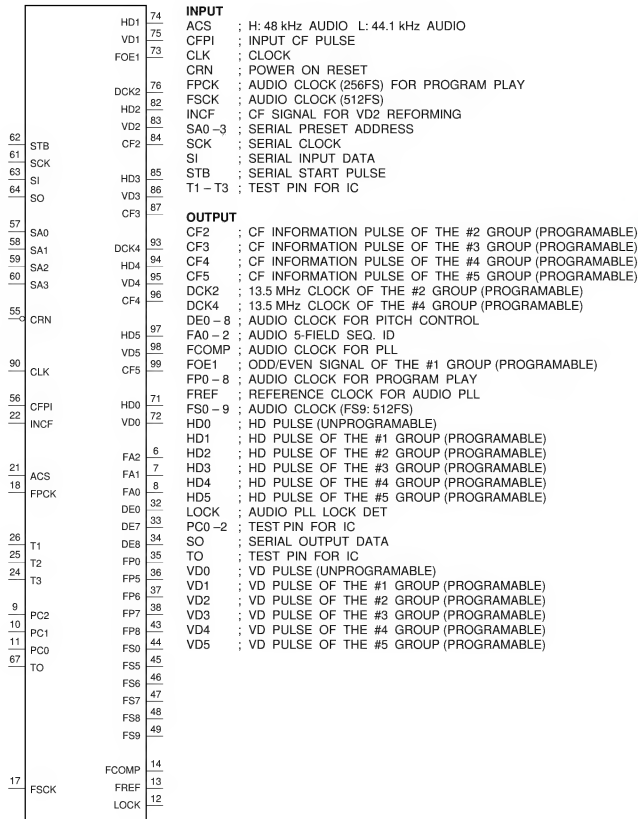 74 HD1
75 VD1
73 FOE1
76 DCK2
82 HD2
83 VD2
84 CF2
62 STB
61 SCK
63 SI
64 SO
85 HD3
86 VD3
87 CF3
57 SA0
58 SA1
59 SA2
60 SA3
93 DCK4
94 HD4
95 VD4
96 CF4
55 CRN
97 HD5
98 VD5
99 CF5
90 CLK
56 CFPI
22 INCF
71 HD0
72 VD0
6 FA2
7 FA1
8 FA0
21 ACS
18 FPCK
32 DE0
33 DE7
34 DE8
26 T1
25 T2
24 T3
35 FP0
36 FP5
37 FP6
38 FP7
43 FP8
9 PC2
10 PC1
11 PC0
67 TO
44 FS0
45 FS5
46 FS6
47 FS7
48 FS8
49 FS9
14 FCOMP
13 FREF
12 LOCK
17 FSCK
INPUT
ACS ; H: 48 kHz AUDIO L: 44.1 kHz AUDIO
CFPI ; INPUT CF PULSE
CLK ; CLOCK
CRN ; POWER ON RESET
FPCK ; AUDIO CLOCK (256FS) FOR PROGRAM PLAY
FSCK ; AUDIO CLOCK (512FS)
INCF ; CF SIGNAL FOR VD2 REFORMING
SA0 – 3 ; SERIAL PRESET ADDRESS
SCK ; SERIAL CLOCK
SI ; SERIAL INPUT DATA
STB ; SERIAL START PULSE
T1 – T3 ; TEST PIN FOR IC
OUTPUT
CF2 ; CF INFORMATION PULSE OF THE #2 GROUP (PROGRAMABLE)
CF3 ; CF INFORMATION PULSE OF THE #3 GROUP (PROGRAMABLE)
CF4 ; CF INFORMATION PULSE OF THE #4 GROUP (PROGRAMABLE)
CF5 ; CF INFORMATION PULSE OF THE #5 GROUP (PROGRAMABLE)
DCK2 ; 13.5 MHz CLOCK OF THE #2 GROUP (PROGRAMABLE)
DCK4 ; 13.5 MHz CLOCK OF THE #4 GROUP (PROGRAMABLE)
DE0 – 8 ; AUDIO CLOCK FOR PITCH CONTROL
FA0 – 2 ; AUDIO 5-FIELD SEQ. ID
FCOMP ; AUDIO CLOCK FOR PLL
FOE1 ; ODD/EVEN SIGNAL OF THE #1 GROUP (PROGRAMABLE)
FP0 – 8 ; AUDIO CLOCK FOR PROGRAM PLAY
FREF ; REFERENCE CLOCK FOR AUDIO PLL
FS0 – 9 ; AUDIO CLOCK (FS9: 512FS)
HD0 ; HD PULSE (UNPROGRAMABLE)
HD1 ; HD PULSE OF THE #1 GROUP (PROGRAMABLE)
HD2 ; HD PULSE OF THE #2 GROUP (PROGRAMABLE)
HD3 ; HD PULSE OF THE #3 GROUP (PROGRAMABLE)
HD4 ; HD PULSE OF THE #4 GROUP (PROGRAMABLE)
HD5 ; HD PULSE OF THE #5 GROUP (PROGRAMABLE)
LOCK ; AUDIO PLL LOCK DET
PC0 – 2 ; TEST PIN FOR IC
SO ; SERIAL OUTPUT DATA
TO ; TEST PIN FOR IC
VD0 ; VD PULSE (UNPROGRAMABLE)
VD1 ; VD PULSE OF THE #1 GROUP (PROGRAMABLE)
VD2 ; VD PULSE OF THE #2 GROUP (PROGRAMABLE)
VD3 ; VD PULSE OF THE #3 GROUP (PROGRAMABLE)
VD4 ; VD PULSE OF THE #4 GROUP (PROGRAMABLE)
VD5 ; VD PULSE OF THE #5 GROUP (PROGRAMABLE)